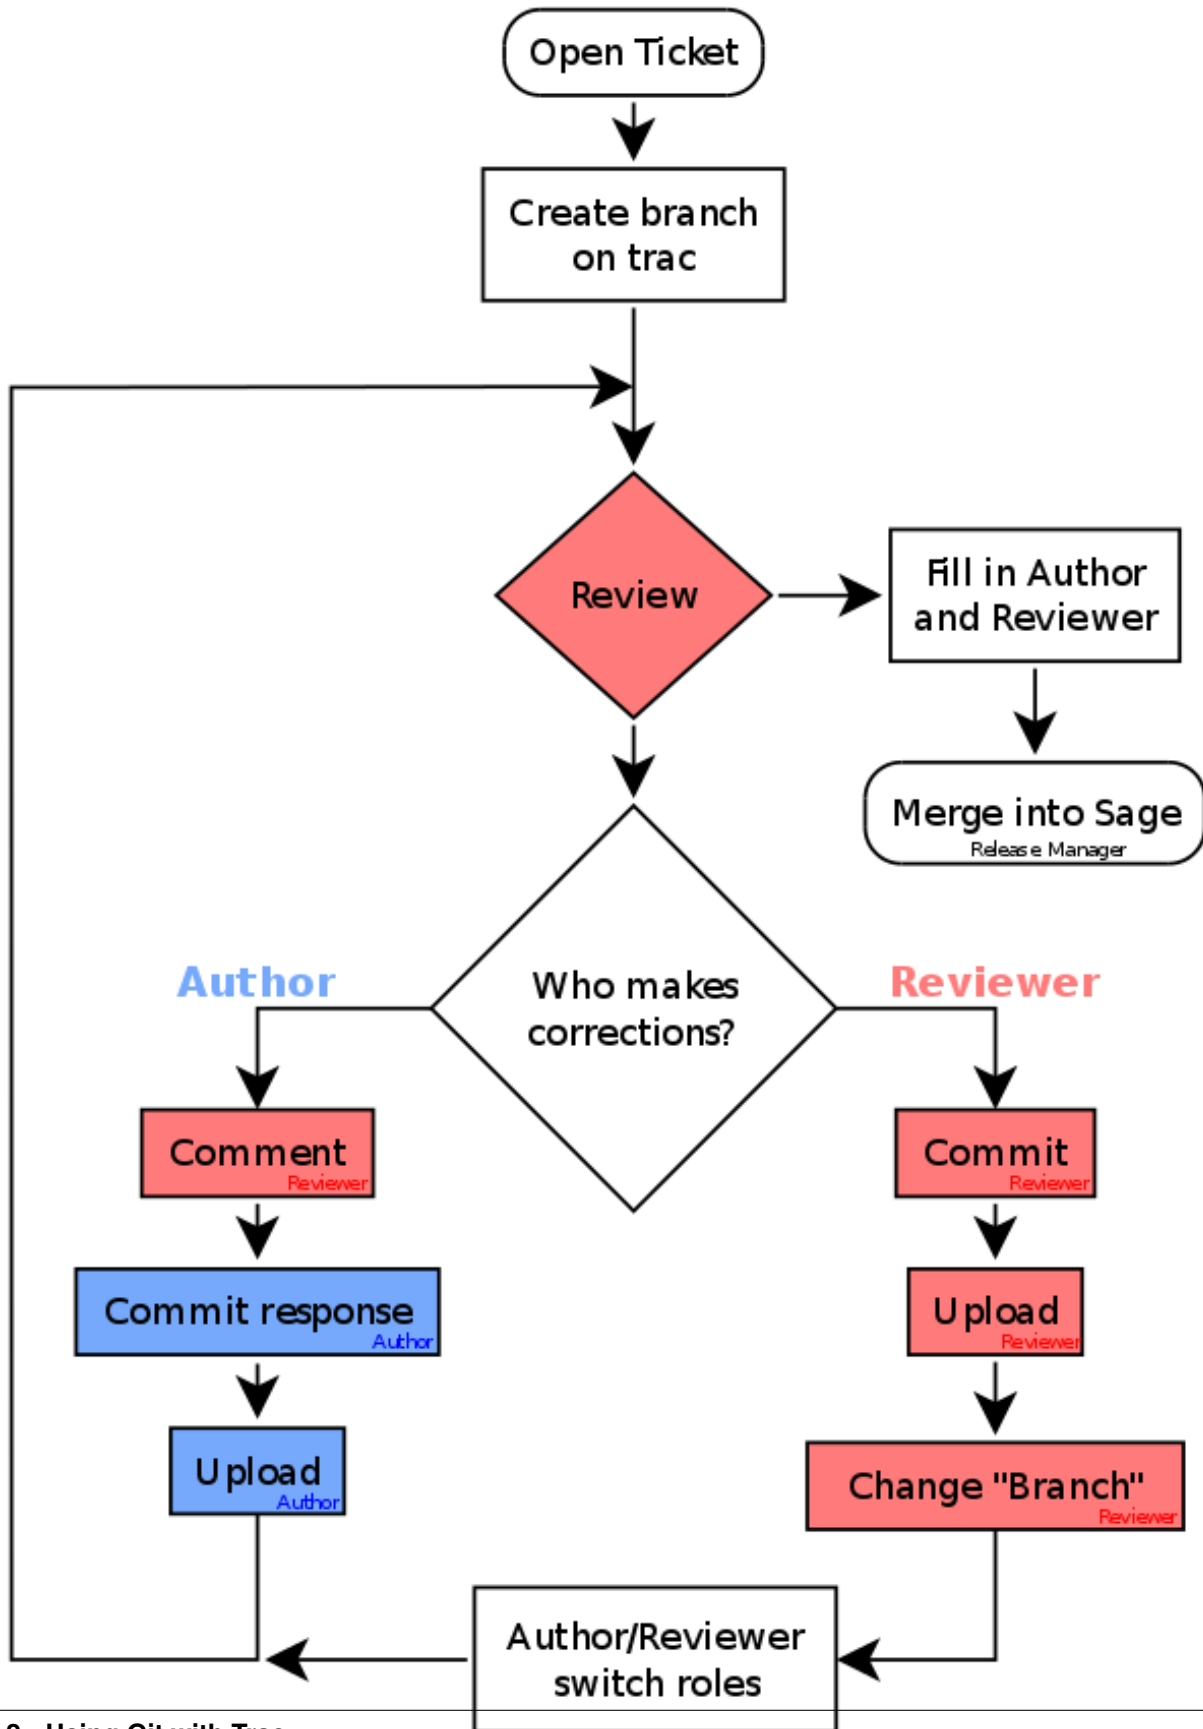 Open Ticket
Create branch
on trac
Review
Fill in Author
and Reviewer
Merge into Sage
Release Manager
Who makes
corrections?
Author
Reviewer
Comment
Reviewer
Commit response
Author
Upload
Author
Commit
Reviewer
Upload
Reviewer
Change "Branch"
Reviewer
Author/Reviewer
switch roles